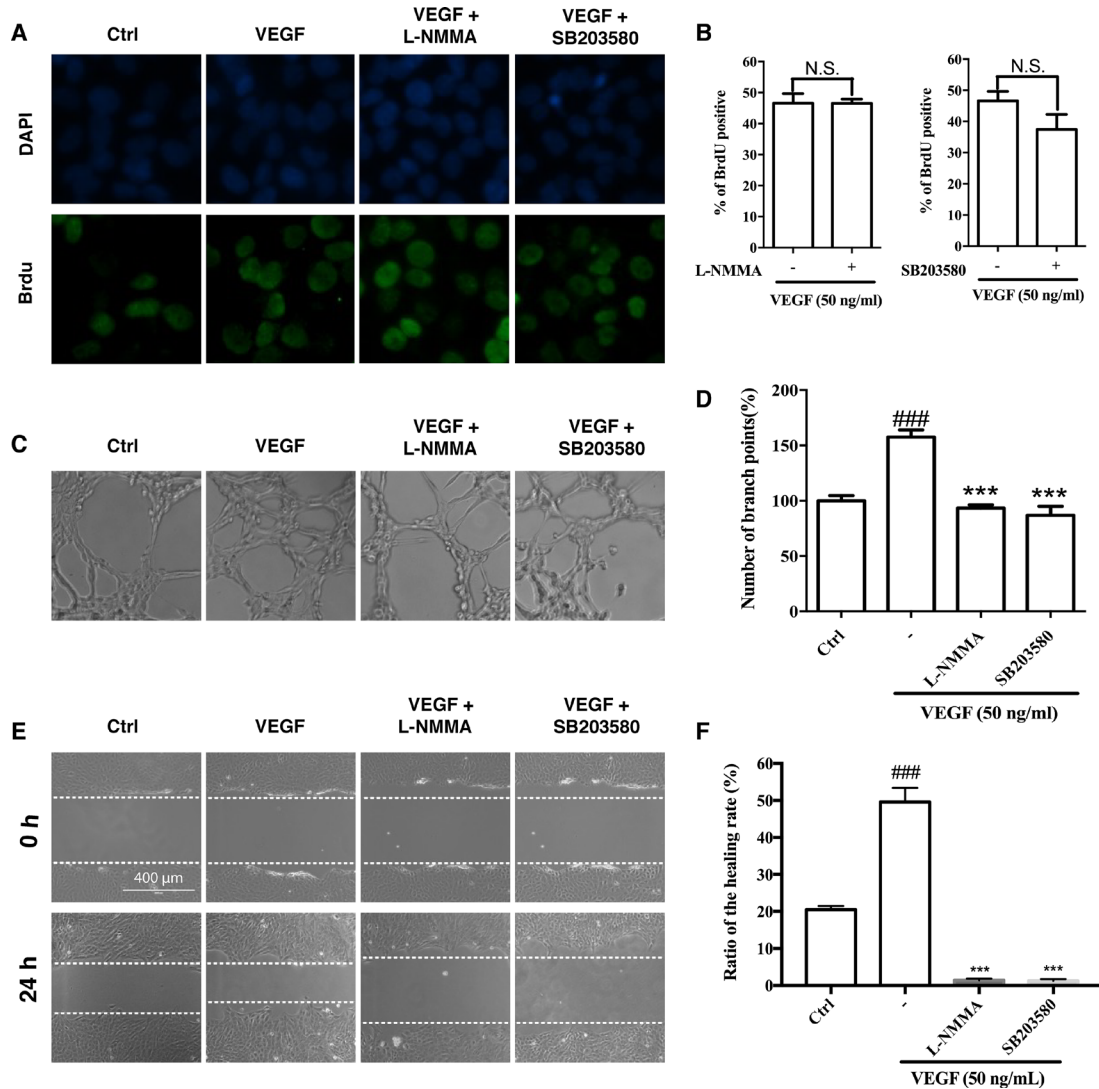 A
Ctrl
VEGF
VEGF +
L-NMMA
VEGF +
SB203580
DAPI
Brdu
B
N.S.
% of BrdU positive
60
50
40
30
20
10
0
L-NMMA
-
+
VEGF (50 ng/ml)
N.S.
% of BrdU positive
60
50
40
30
20
10
0
SB203580
-
+
VEGF (50 ng/ml)
C
Ctrl
VEGF
VEGF +
L-NMMA
VEGF +
SB203580
D
Number of branch points(%)
200
150
100
50
0
###
***
***
Ctrl
-
L-NMMA
SB203580
VEGF (50 ng/ml)
E
Ctrl
VEGF
VEGF +
L-NMMA
VEGF +
SB203580
0 h
400 μm
24 h
F
Ratio of the healing rate (%)
60
50
40
30
20
10
0
###
***
***
Ctrl
-
L-NMMA
SB203580
VEGF (50 ng/mL)